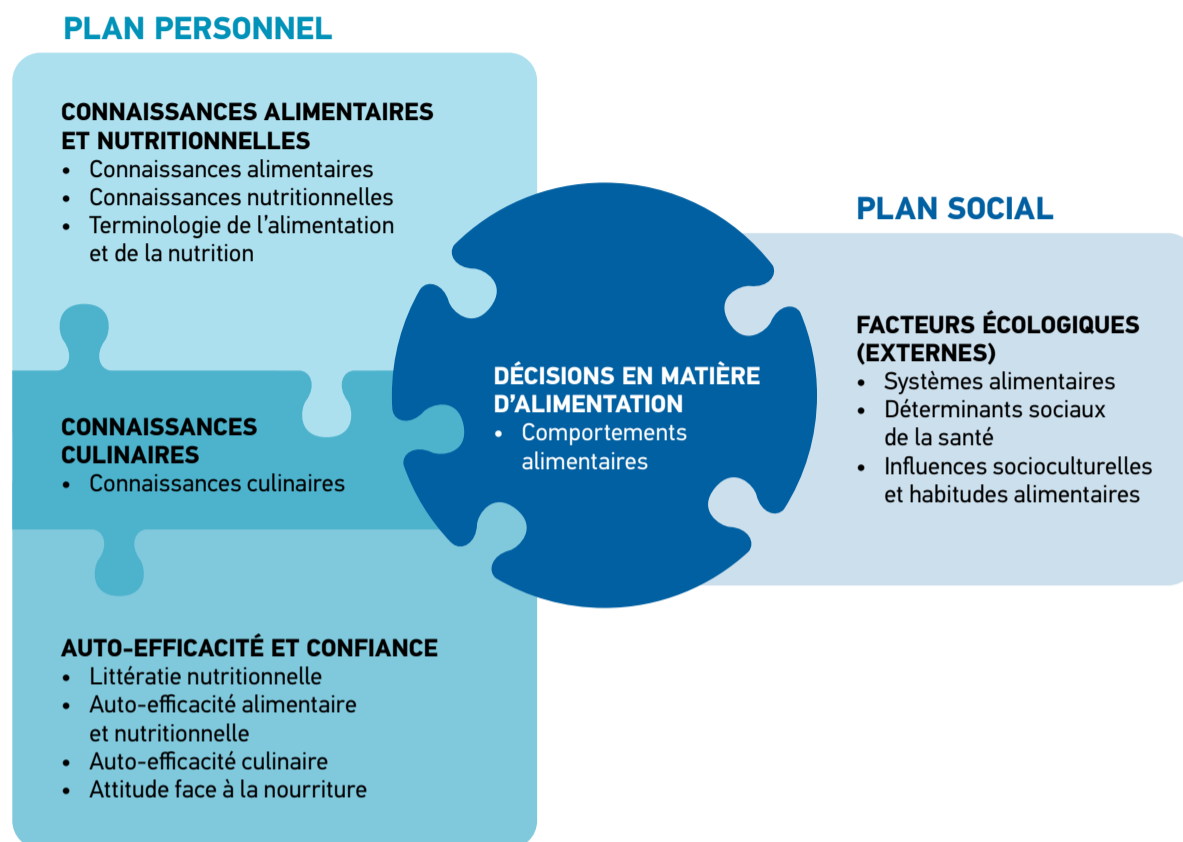 PLAN PERSONNEL
CONNAISSANCES ALIMENTAIRES
ET NUTRITIONNELLES
• Connaissances alimentaires
• Connaissances nutritionnelles
• Terminologie de l'alimentation
et de la nutrition
CONNAISSANCES
CULINAIRES
• Connaissances culinaires
AUTO-EFFICACITÉ ET CONFIANCE
• Littératie nutritionnelle
• Auto-efficacité alimentaire
et nutritionnelle
• Auto-efficacité culinaire
• Attitude face à la nourriture
DÉCISIONS EN MATIÈRE
D'ALIMENTATION
• Comportements
alimentaires
PLAN SOCIAL
FACTEURS ÉCOLOGIQUES
(EXTERNES)
• Systèmes alimentaires
• Déterminants sociaux
de la santé
• Influences socioculturelles
et habitudes alimentaires